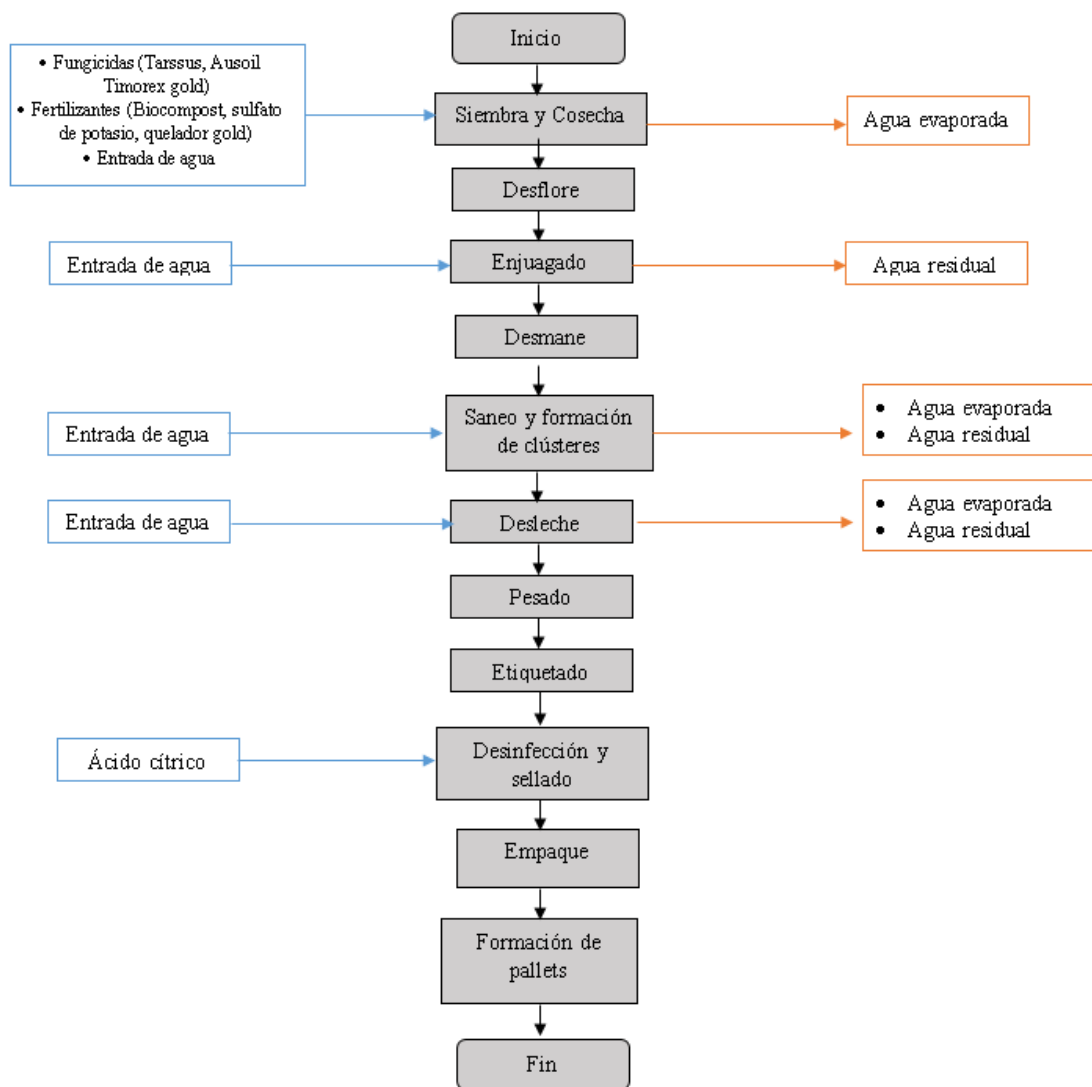 Inicio
• Fungicidas (Tarssus, Ausoil
Timorex gold)
• Fertilizantes (Biocompost, sulfato
de potasio, quelador gold)
• Entrada de agua
Siembra y Cosecha
Agua evaporada
Desflore
Entrada de agua
Enjuagado
Agua residual
Desmane
Entrada de agua
Saneo y formación
de clústeres
• Agua evaporada
• Agua residual
Entrada de agua
Desleche
• Agua evaporada
• Agua residual
Pesado
Etiquetado
Ácido cítrico
Desinfección y
sellado
Empaque
Formación de
pallets
Fin